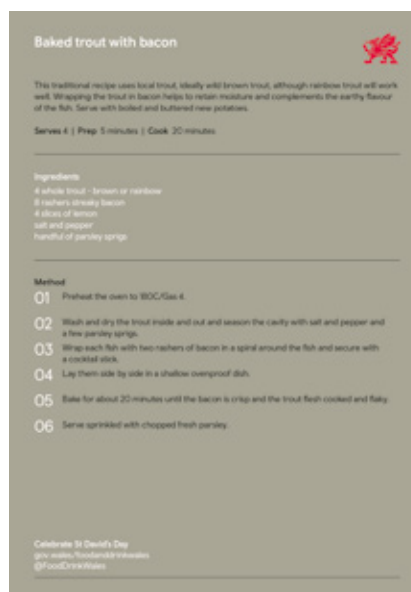 Baked trout with bacon
This traditional recipe uses local trout, ideally wild brown trout, although rainbow trout will work
well. Wrapping the trout in bacon helps to retain moisture and complements the earthy flavour
of the fish. Serve with boiled and buttered new potatoes.
Serves 4 | Prep 5 minutes | Cook 20 minutes
Ingredients
4 whole trout - brown or rainbow
8 rashers streaky bacon
4 slices of lemon
salt and pepper
handful of parsley sprigs
Method
01 Preheat the oven to 180C/Gas 4.
02 Wash and dry the trout inside and out and season the cavity with salt and pepper and
a few parsley sprigs.
03 Wrap each fish with two rashers of bacon in a spiral around the fish and secure with
a cocktail stick.
04 Lay them side by side in a shallow ovenproof dish.
05 Bake for about 20 minutes until the bacon is crisp and the trout flesh cooked and flaky.
06 Serve sprinkled with chopped fresh parsley.
Celebrate St David's Day
gov.wales/foodanddrinkwales
@FoodDrinkWales